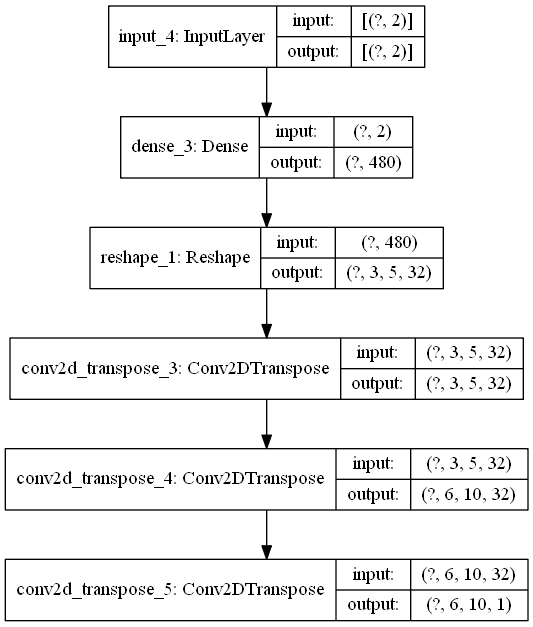 input_4: InputLayer
input: [(?, 2)]
output: [(?, 2)]
dense_3: Dense
input: (?, 2)
output: (?, 480)
reshape_1: Reshape
input: (?, 480)
output: (?, 3, 5, 32)
conv2d_transpose_3: Conv2DTranspose
input: (?, 3, 5, 32)
output: (?, 3, 5, 32)
conv2d_transpose_4: Conv2DTranspose
input: (?, 3, 5, 32)
output: (?, 6, 10, 32)
conv2d_transpose_5: Conv2DTranspose
input: (?, 6, 10, 32)
output: (?, 6, 10, 1)